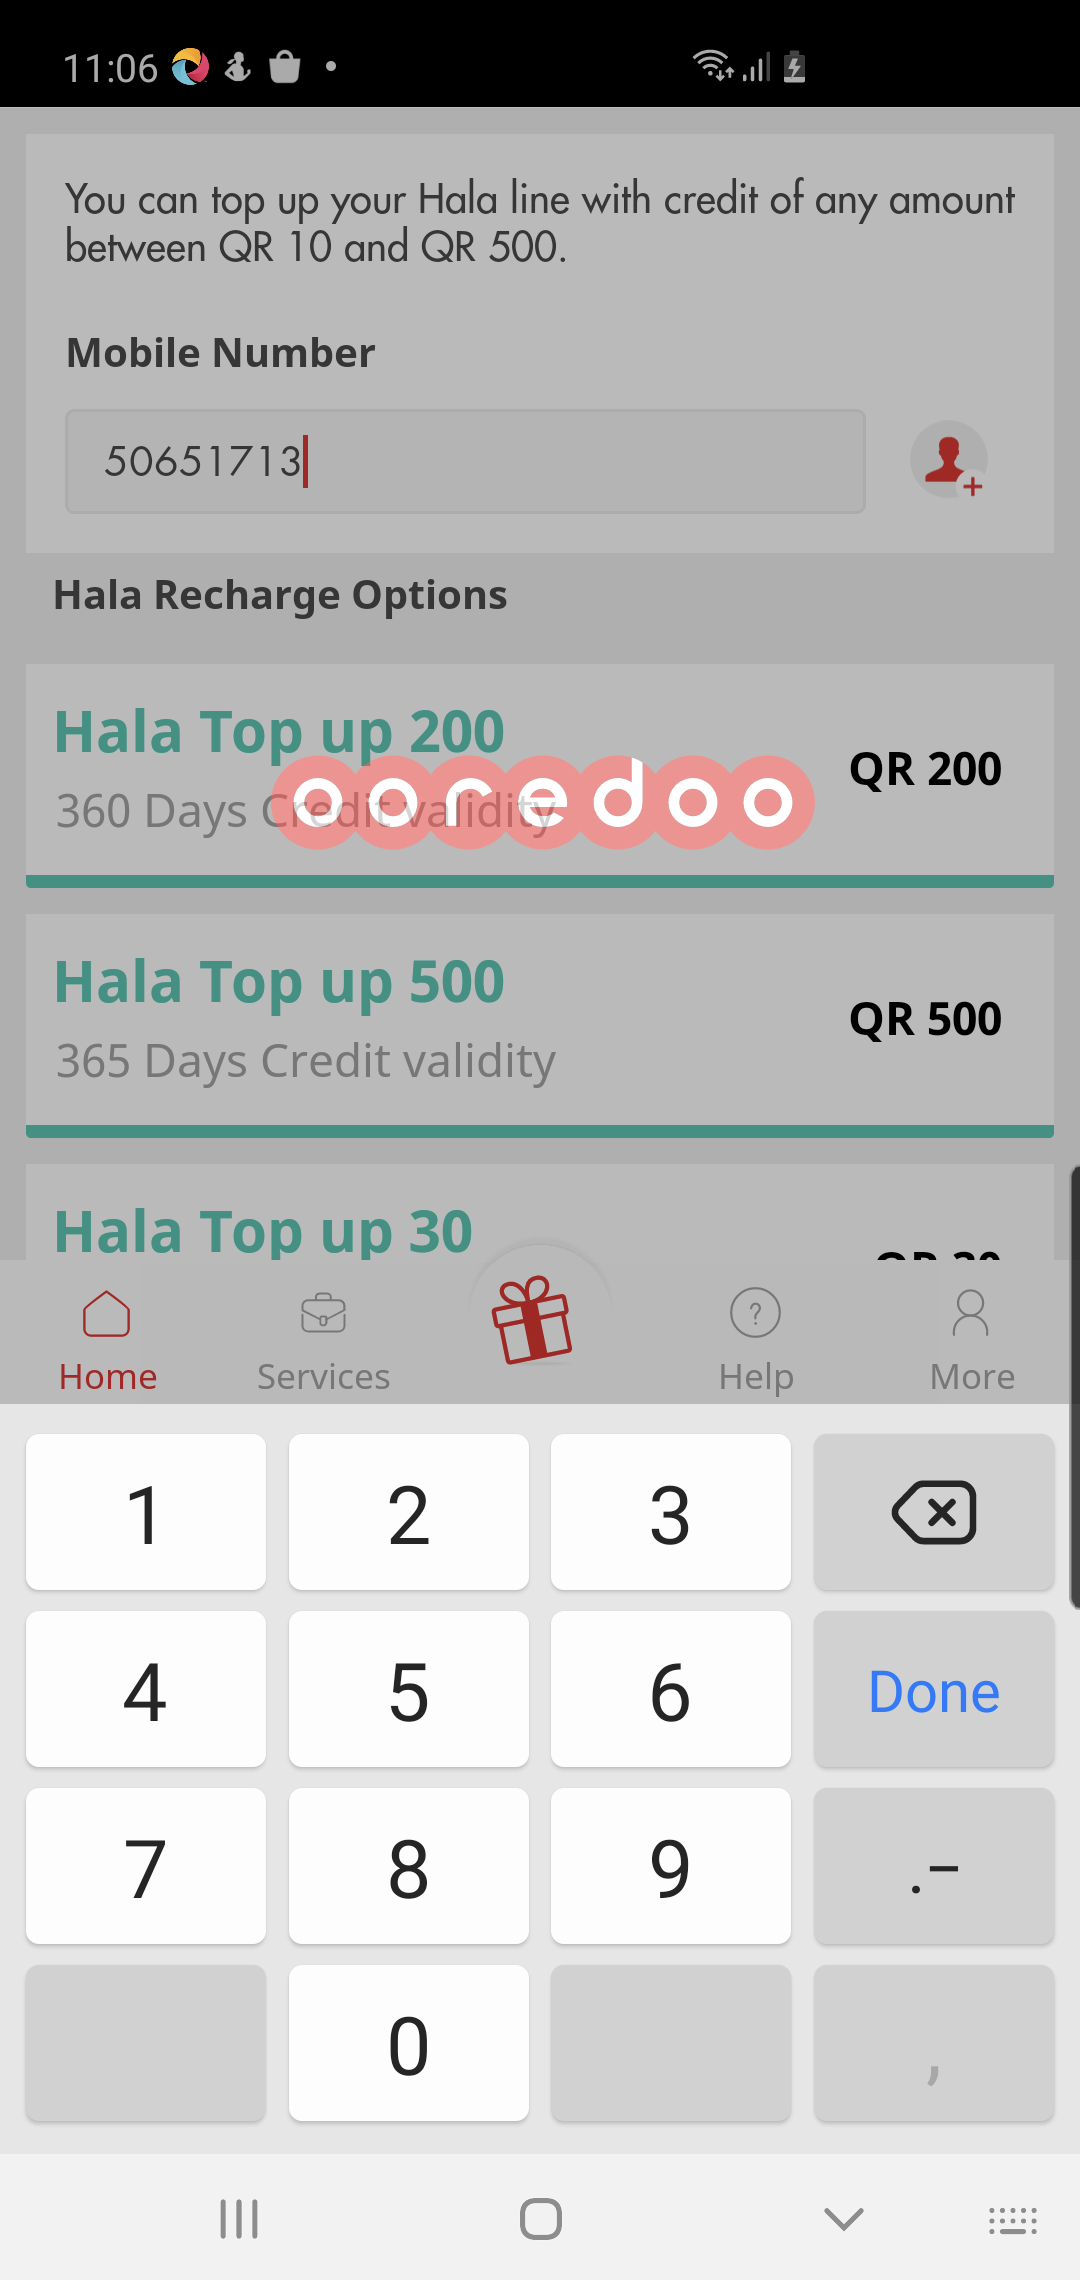 11:06
You can top up your Hala line with credit of any amount
between QR 10 and QR 500.
Mobile Number
50651713
Hala Recharge Options
Hala Top up 200
QR 200
360 Days Credit validity
ooredoo
Hala Top up 500
QR 500
365 Days Credit validity
Hala Top up 30
QR 30
Home
Services
?
Help
More
1
2
3
4
5
6
Done
7
8
9
.–
0
,